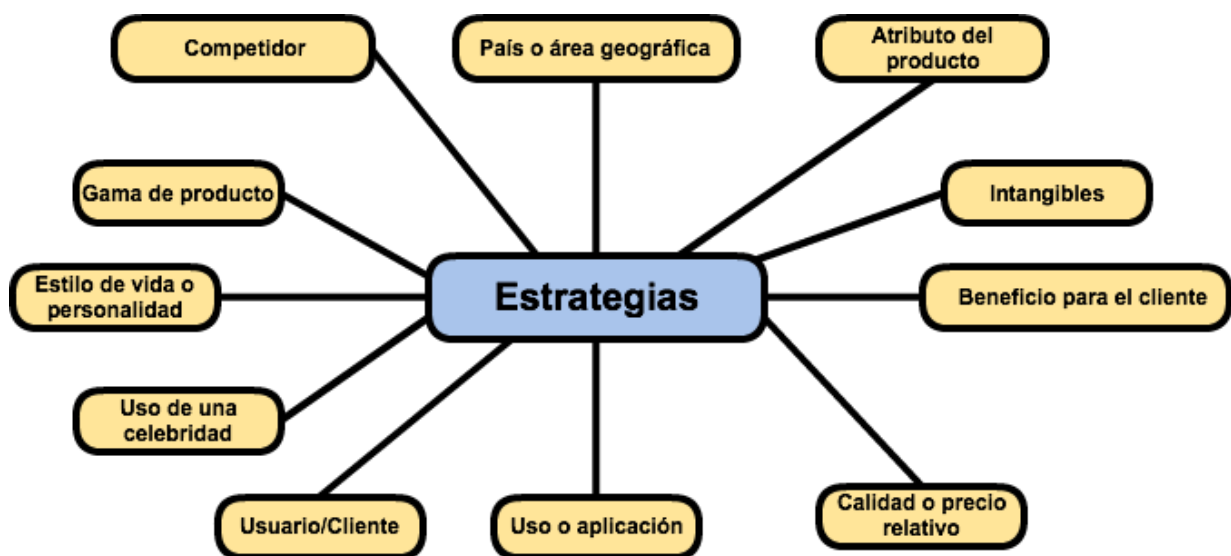 Competidor
País o área geográfica
Atributo del
producto
Gama de producto
Intangibles
Estrategias
Estilo de vida o
personalidad
Beneficio para el cliente
Uso de una
celebridad
Usuario/Cliente
Uso o aplicación
Calidad o precio
relativo